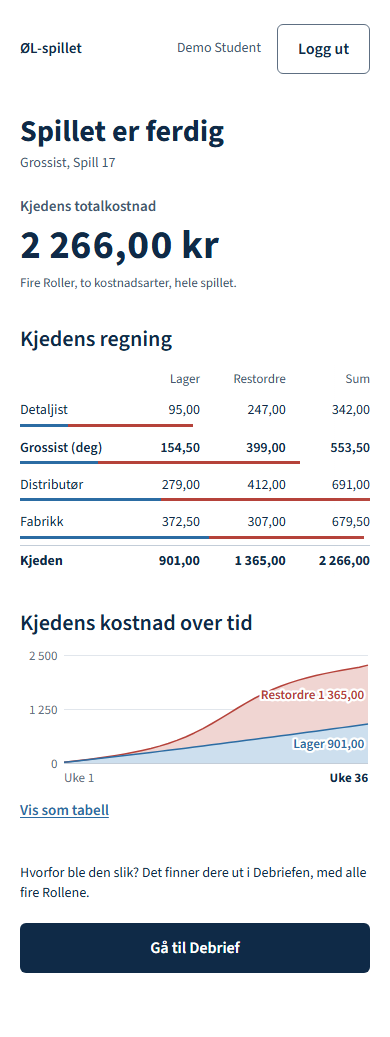 ØL-spillet Demo Student Logg ut
Spillet er ferdig
Grossist, Spill 17
Kjedens totalkostnad
2 266,00 kr
Fire Roller, to kostnadsarter, hele spillet.
Kjedens regning
Lager Restordre Sum
Detaljist 95,00 247,00 342,00
Grossist (deg) 154,50 399,00 553,50
Distributør 279,00 412,00 691,00
Fabrikk 372,50 307,00 679,50
Kjeden 901,00 1 365,00 2 266,00
Kjedens kostnad over tid
2 500
Restordre 1 365,00
1 250
Lager 901,00
0
Uke 1 Uke 36
Vis som tabell
Hvorfor ble den slik? Det finner dere ut i Debriefen, med alle
fire Rollene.
Gå til Debrief